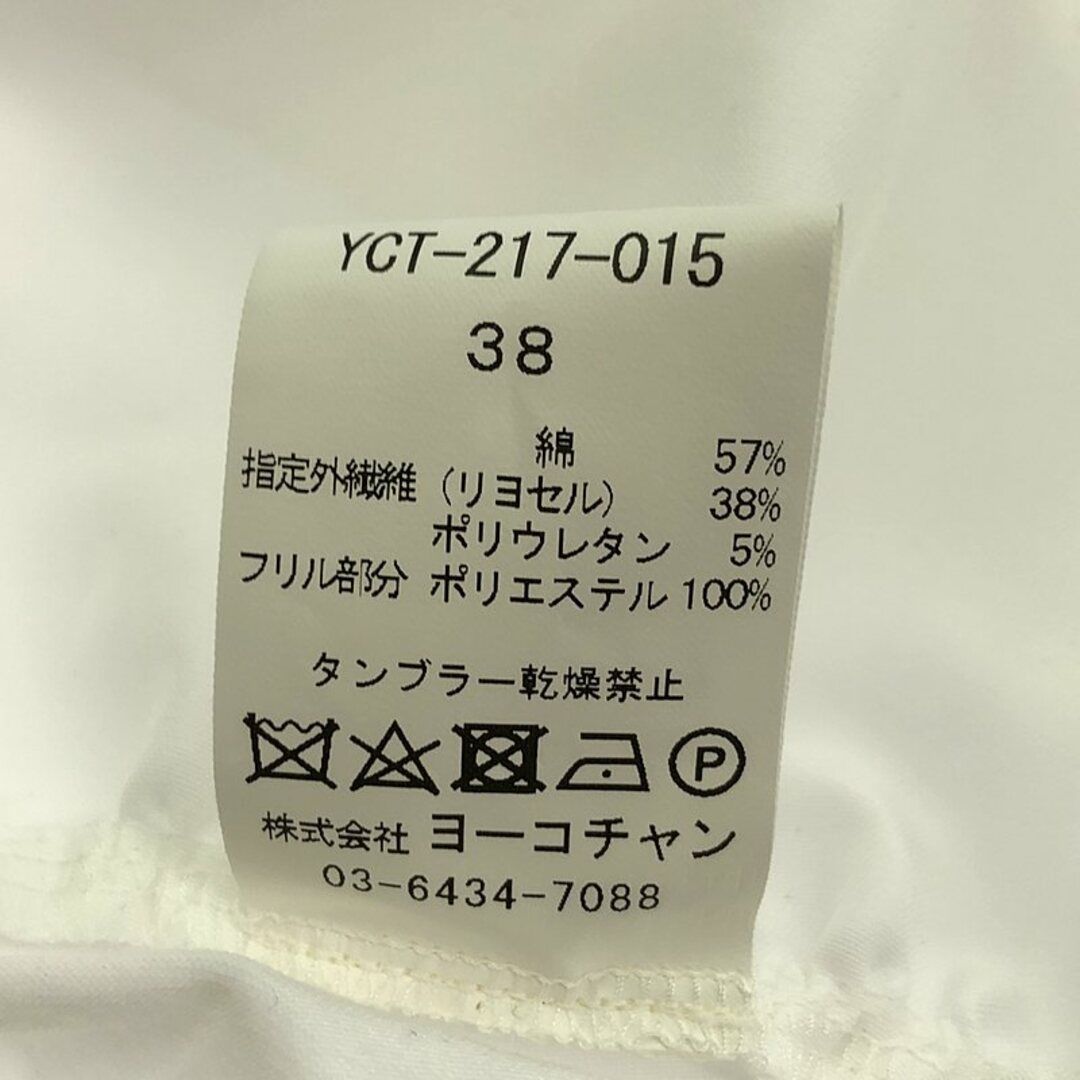 YCT-217-015
38
綿 57%
指定外繊維 (リヨセル) 38%
ポリウレタン 5%
フリル部分 ポリエステル 100%
タンブラー乾燥禁止
P
株式会社 ヨーコチャン
03-6434-7088